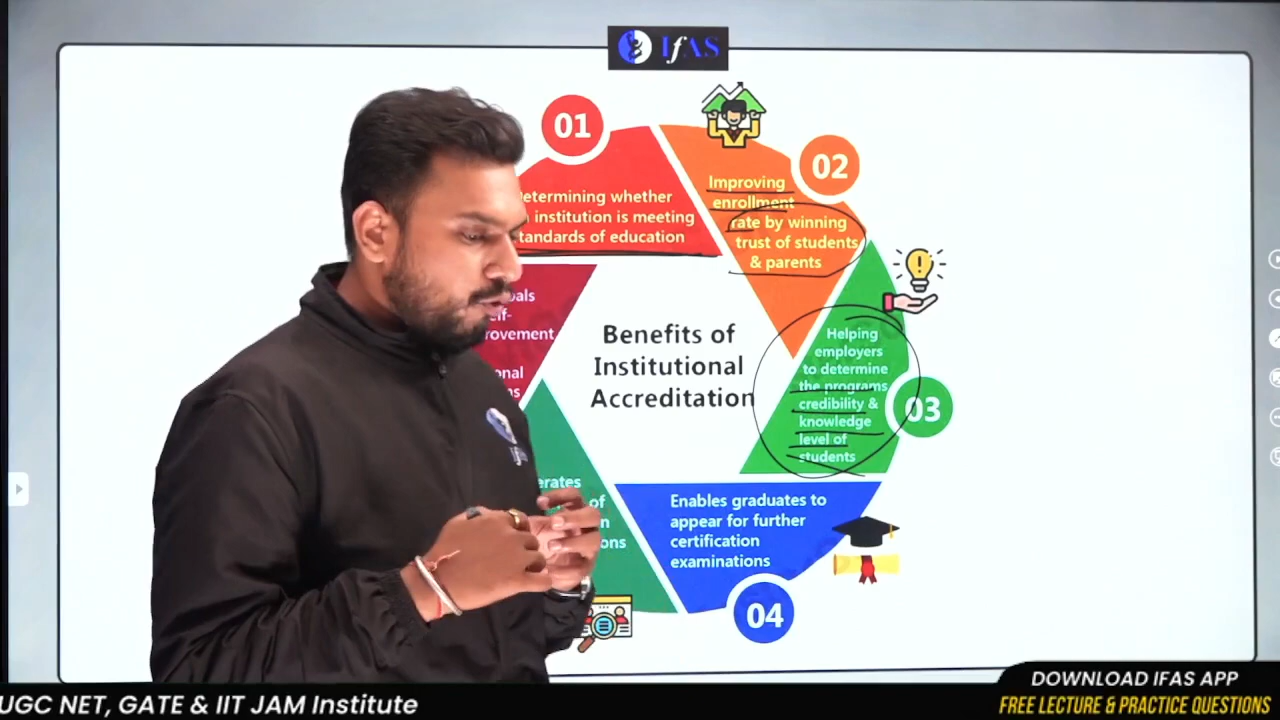 IfAS
01
02
Improving
enrollment
rate by winning
trust of students
& parents
etermining whether
institution is meeting
tandards of education
Helping
employers
to determine
the programs
credibility &
knowledge
level of
students
03
Benefits of
Institutional
Accreditation
Enables graduates to
appear for further
certification
examinations
04
of
UGC NET, GATE & IIT JAM Institute
DOWNLOAD IFAS APP
FREE LECTURE & PRACTICE QUESTIONS